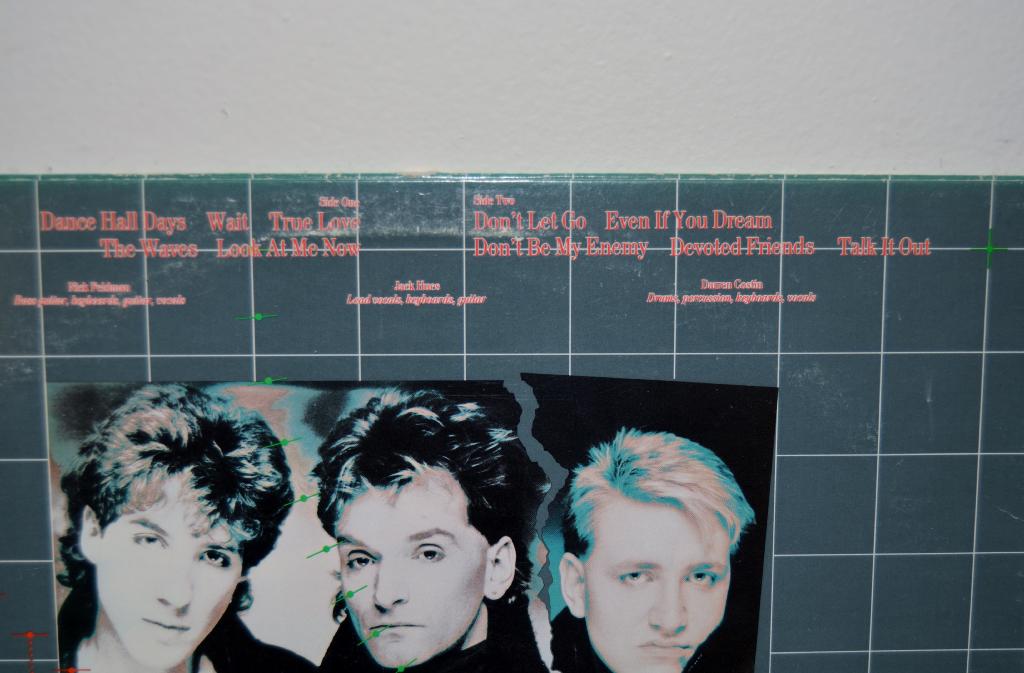 Side One
Dance Hall Days Wait True Love
The Waves Look At Me Now
Side Two
Don't Let Go Even If You Dream
Don't Be My Enemy Devoted Friends Talk It Out
Nick Feldman
Bass guitar, keyboards, guitar, vocals
Jack Hues
Lead vocals, keyboards, guitar
Darren Costin
Drums, percussion, keyboards, vocals